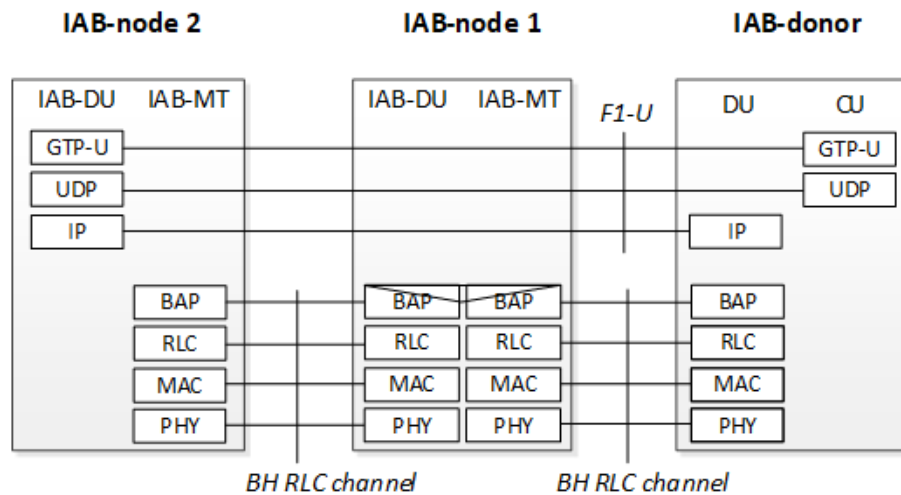 IAB-node 2 IAB-node 1 IAB-donor
IAB-DU IAB-MT IAB-DU IAB-MT F1-U DU CU
GTP-U GTP-U
UDP UDP
IP IP
BAP BAP BAP BAP
RLC RLC RLC RLC
MAC MAC MAC MAC
PHY PHY PHY PHY
BH RLC channel BH RLC channel